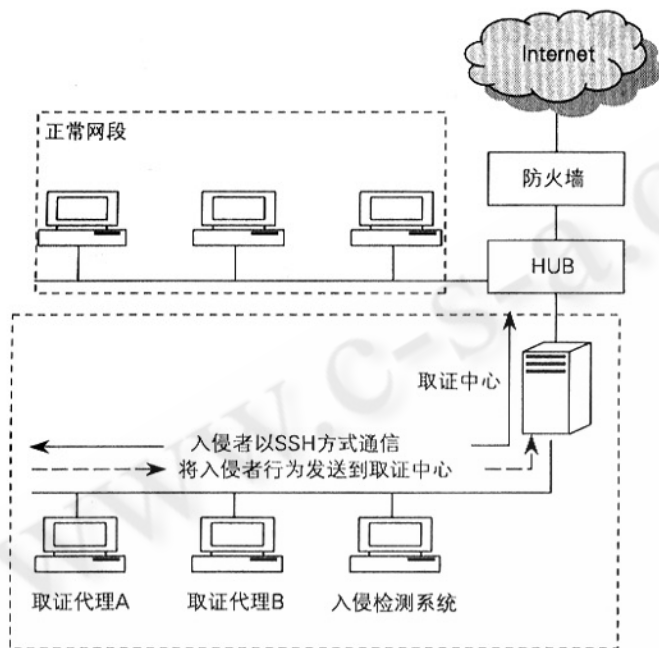 Internet
正常网段
防火墙
HUB
取证中心
入侵者以SSH方式通信
将入侵者行为发送到取证中心
取证代理A
取证代理B
入侵检测系统
www.c-s-a.o